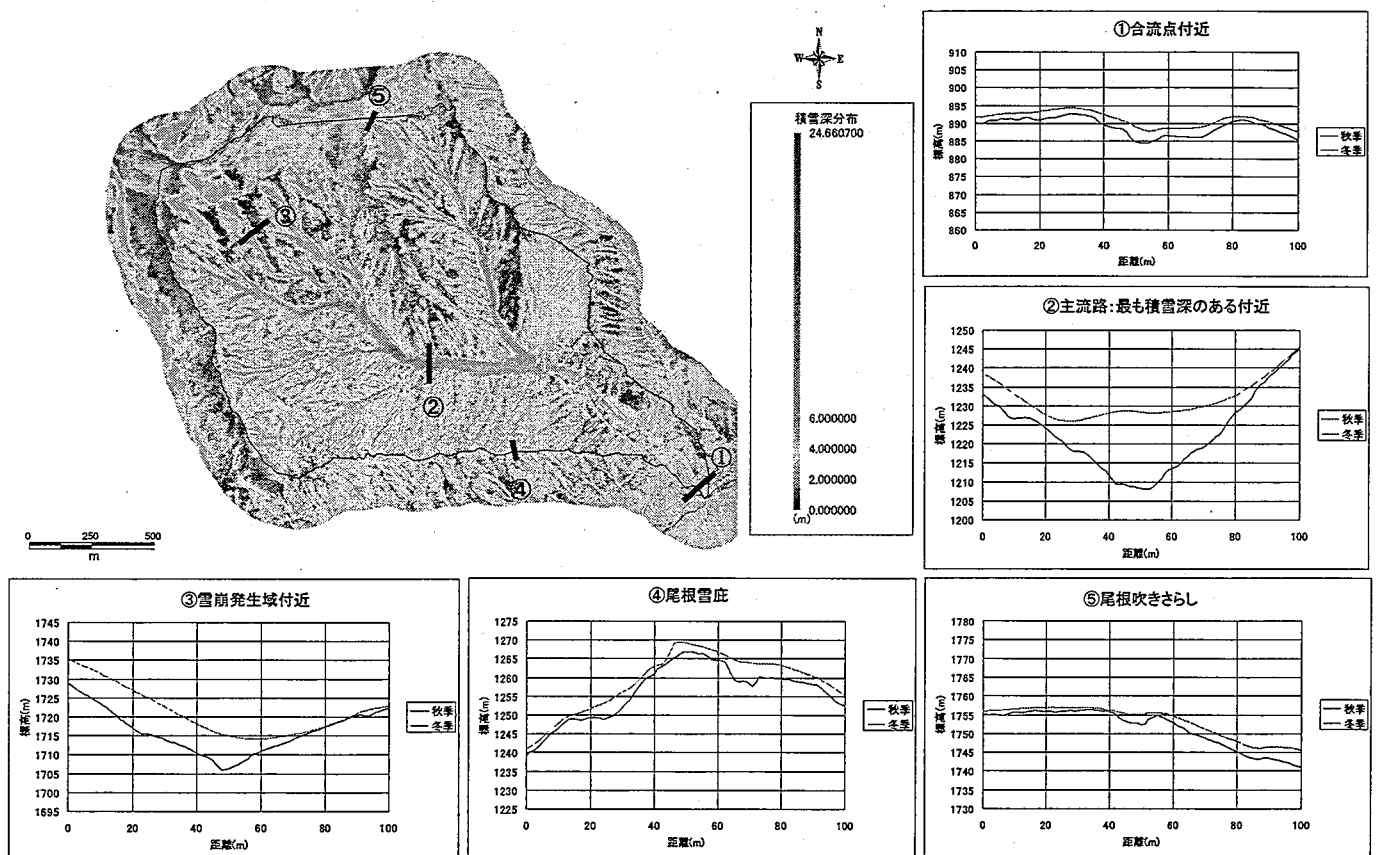 N
W E
S
⑤
③
②
①
④
0 250 500
m
積雪深分布
24.660700
6.000000
4.000000
2.000000
0.000000
(m)
①合流点付近
標高(m)
910
905
900
895
890
885
880
875
870
865
860
0 20 40 60 80 100
距離(m)
秋季
冬季
②主流路:最も積雪深のある付近
標高(m)
1250
1245
1240
1235
1230
1225
1220
1215
1210
1205
1200
0 20 40 60 80 100
距離(m)
秋季
冬季
③雪崩発生域付近
標高(m)
1745
1740
1735
1730
1725
1720
1715
1710
1705
1700
1695
0 20 40 60 80 100
距離(m)
秋季
冬季
④尾根雪庇
標高(m)
1275
1270
1265
1260
1255
1250
1245
1240
1235
1230
1225
0 20 40 60 80 100
距離(m)
秋季
冬季
⑤尾根吹きさらし
標高(m)
1780
1775
1770
1765
1760
1755
1750
1745
1740
1735
1730
0 20 40 60 80 100
距離(m)
秋季
冬季